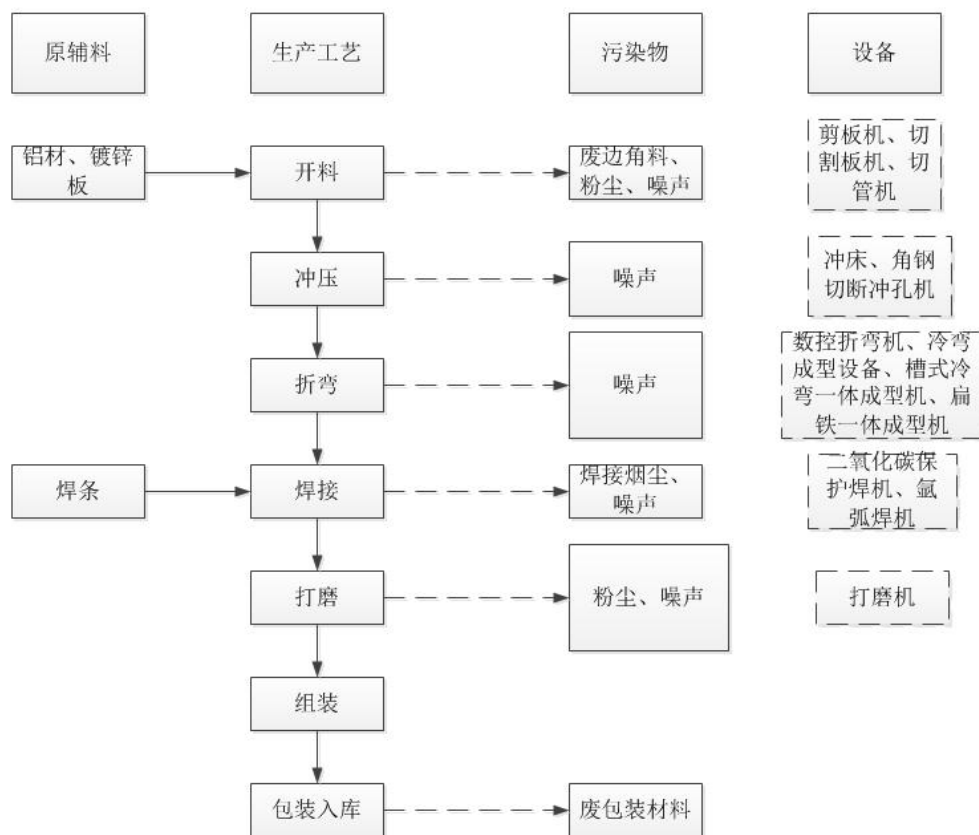 原辅料
生产工艺
污染物
设备
铝材、镀锌
板
开料
废边角料、
粉尘、噪声
剪板机、切
割板机、切
管机
冲压
噪声
冲床、角钢
切断冲孔机
折弯
噪声
数控折弯机、冷弯
成型设备、槽式冷
弯一体成型机、扁
铁一体成型机
焊条
焊接
焊接烟尘、
噪声
二氧化碳保
护焊机、氩
弧焊机
打磨
粉尘、噪声
打磨机
组装
包装入库
废包装材料